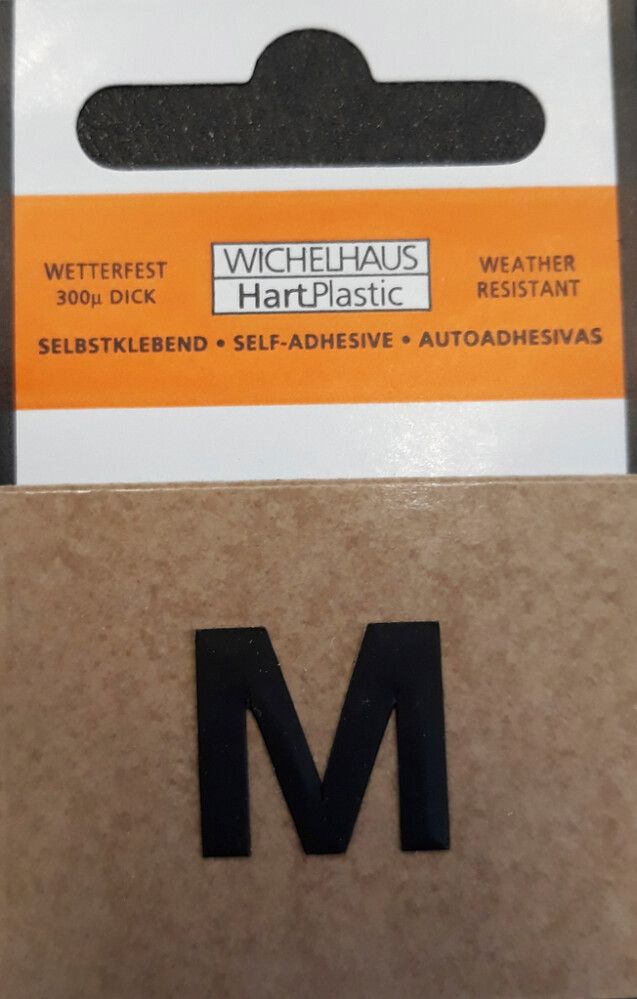 WETTERFEST
300µ DICK
WICHELHAUS
HartPlastic
WEATHER
RESISTANT
SELBSTKLEBEND • SELF-ADHESIVE • AUTOADHESIVAS
M